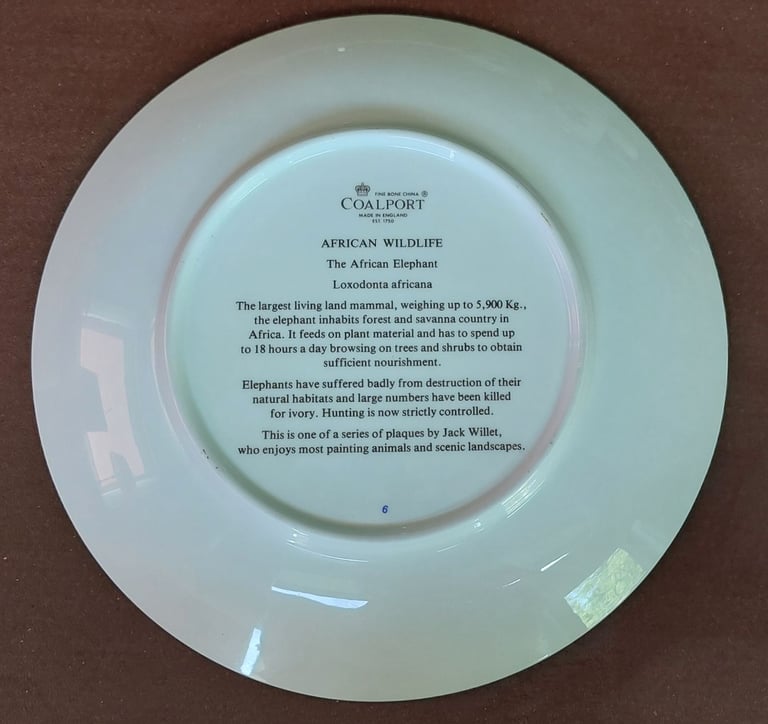 FINE BONE CHINA ®
COALPORT
MADE IN ENGLAND
EST. 1750
AFRICAN WILDLIFE
The African Elephant
Loxodonta africana
The largest living land mammal, weighing up to 5,900 Kg.,
the elephant inhabits forest and savanna country in
Africa. It feeds on plant material and has to spend up
to 18 hours a day browsing on trees and shrubs to obtain
sufficient nourishment.
Elephants have suffered badly from destruction of their
natural habitats and large numbers have been killed
for ivory. Hunting is now strictly controlled.
This is one of a series of plaques by Jack Willet,
who enjoys most painting animals and scenic landscapes.
6